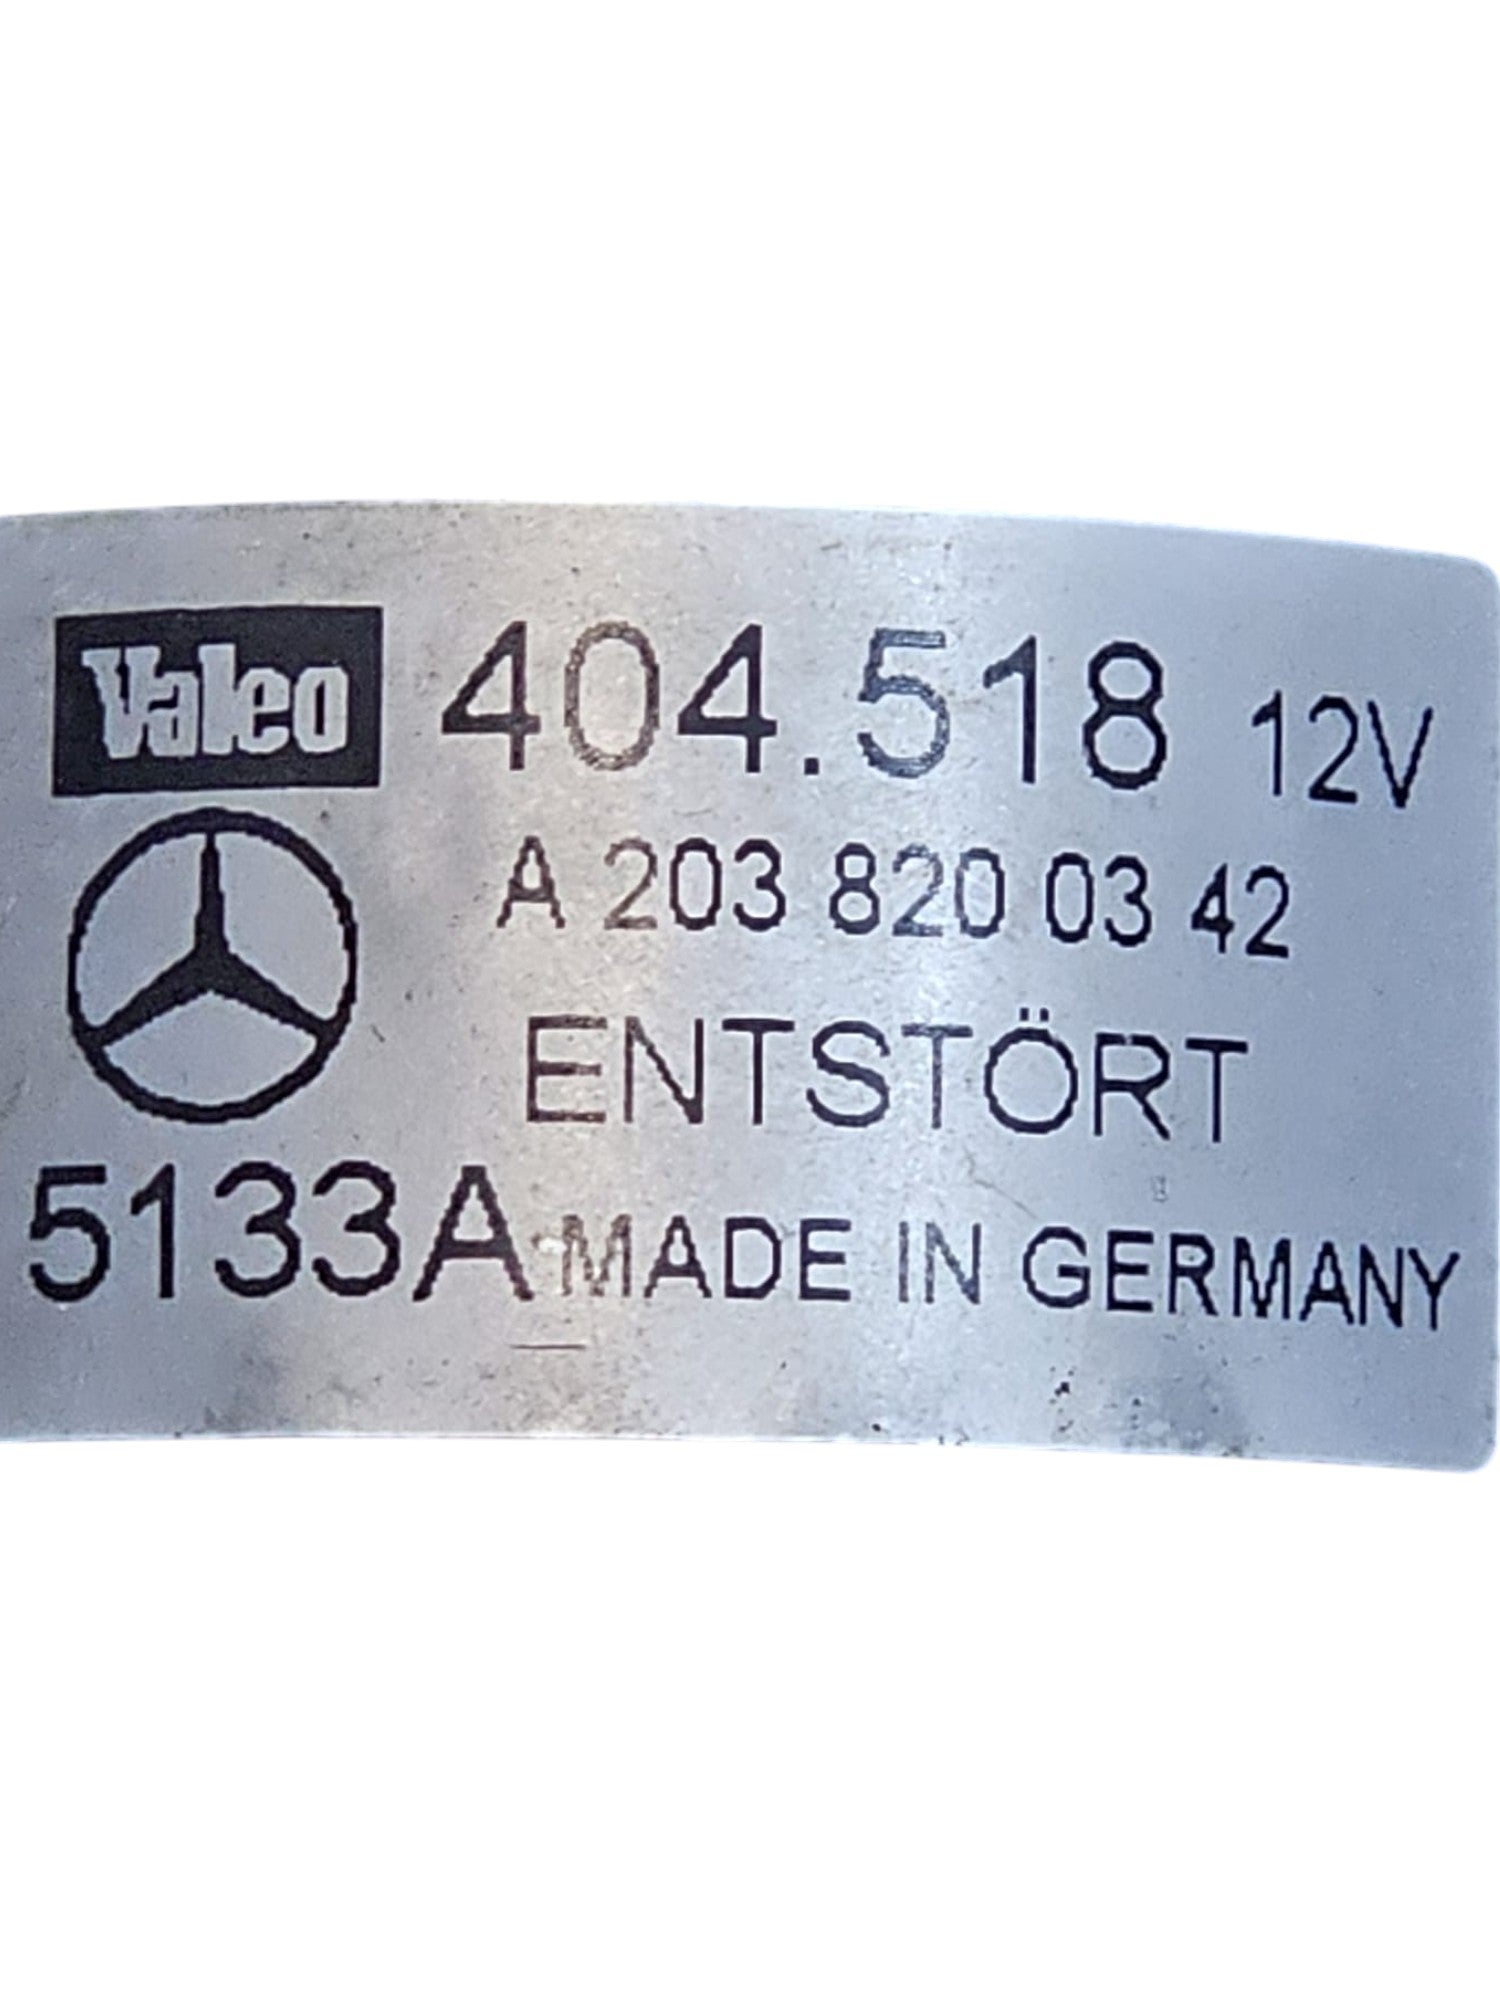 Valeo 404.518 12V
A 203 820 03 42
ENTSTÖRT
5133A MADE IN GERMANY